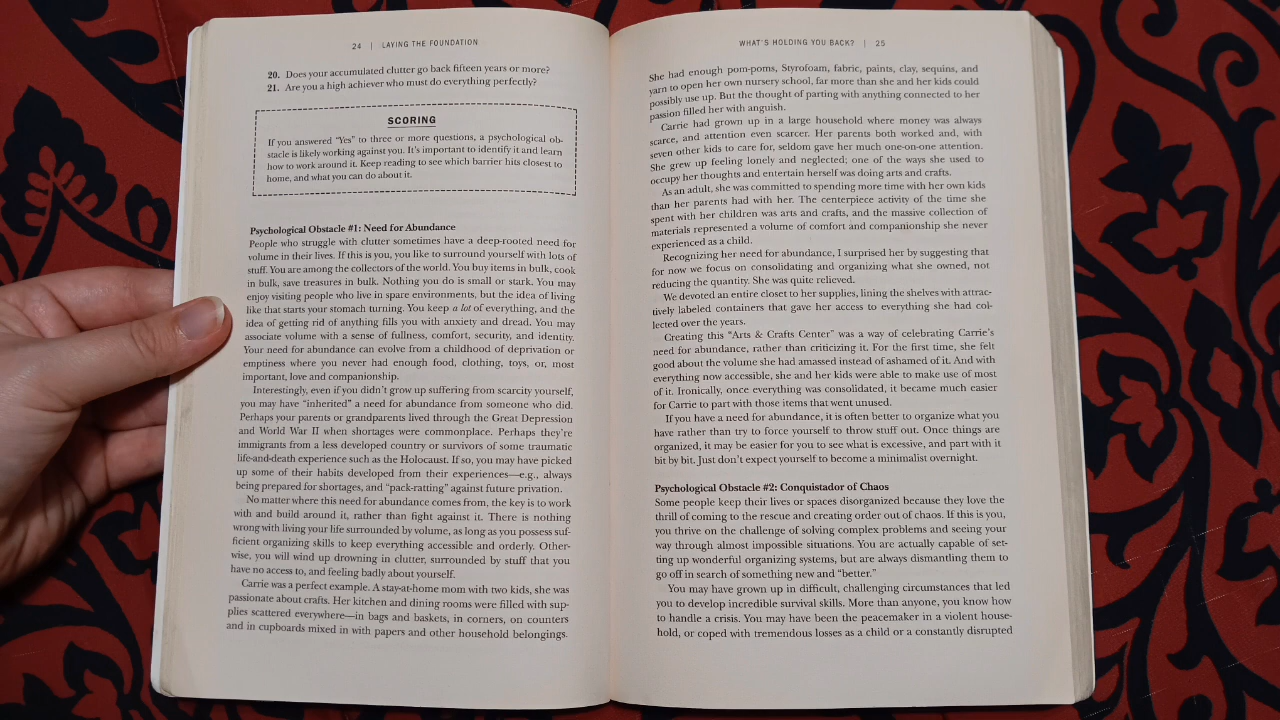 24 | LAYING THE FOUNDATION
20. Does your accumulated clutter go back fifteen years or more?
21. Are you a high achiever who must do everything perfectly?
SCORING
If you answered "Yes" to three or more questions, a psychological ob-
stacle is likely working against you. It's important to identify it and learn
how to work around it. Keep reading to see which barrier hits closest to
home, and what you can do about it.
Psychological Obstacle #1: Need for Abundance
People who struggle with clutter sometimes have a deep-rooted need for
volume in their lives. If this is you, you like to surround yourself with lots of
stuff. You are among the collectors of the world. You buy items in bulk, cook
in bulk, save treasures in bulk. Nothing you do is small or stark. You may
enjoy visiting people who live in spare environments, but the idea of living
like that starts your stomach turning. You keep a lot of everything, and the
idea of getting rid of anything fills you with anxiety and dread. You may
associate volume with a sense of fullness, comfort, security, and identity.
Your need for abundance can evolve from a childhood of deprivation or
emptiness where you never had enough food, clothing, toys, or, most
important, love and companionship.
Interestingly, even if you didn't grow up suffering from scarcity yourself,
you may have "inherited" a need for abundance from someone who did.
Perhaps your parents or grandparents lived through the Great Depression
and World War II when shortages were commonplace. Perhaps they're
immigrants from a less developed country or survivors of some traumatic
life-and-death experience such as the Holocaust. If so, you may have picked
up some of their habits developed from their experiences—e.g., always
being prepared for shortages, and "pack-ratting" against future privation.
No matter where this need for abundance comes from, the key is to work
with and build around it, rather than fight against it. There is nothing
wrong with living your life surrounded by volume, as long as you possess suf-
ficient organizing skills to keep everything accessible and orderly. Other-
wise, you will wind up drowning in clutter, surrounded by stuff that you
have no access to, and feeling badly about yourself.
Carrie was a perfect example. A stay-at-home mom with two kids, she was
passionate about crafts. Her kitchen and dining rooms were filled with sup-
plies scattered everywhere—in bags and baskets, in corners, on counters
and in cupboards mixed in with papers and other household belongings.
WHAT'S HOLDING YOU BACK? | 25
She had enough pom-poms, Styrofoam, fabric, paints, clay, sequins, and
yarn to open her own nursery school, far more than she and her kids could
possibly use up. But the thought of parting with anything connected to her
passion filled her with anguish.
Carrie had grown up in a large household where money was always
scarce, and attention even scarcer. Her parents both worked and, with
seven other kids to care for, seldom gave her much one-on-one attention.
She grew up feeling lonely and neglected; one of the ways she used to
occupy her thoughts and entertain herself was doing arts and crafts.
As an adult, she was committed to spending more time with her own kids
than her parents had with her. The centerpiece activity of the time she
spent with her children was arts and crafts, and the massive collection of
materials represented a volume of comfort and companionship she never
experienced as a child.
Recognizing her need for abundance, I surprised her by suggesting that
for now we focus on consolidating and organizing what she owned, not
reducing the quantity. She was quite relieved.
We devoted an entire closet to her supplies, lining the shelves with attrac-
tively labeled containers that gave her access to everything she had col-
lected over the years.
Creating this "Arts & Crafts Center" was a way of celebrating Carrie's
need for abundance, rather than criticizing it. For the first time, she felt
good about the volume she had amassed instead of ashamed of it. And with
everything now accessible, she and her kids were able to make use of most
of it. Ironically, once everything was consolidated, it became much easier
for Carrie to part with those items that went unused.
If you have a need for abundance, it is often better to organize what you
have rather than try to force yourself to throw stuff out. Once things are
organized, it may be easier for you to see what is excessive, and part with it
bit by bit. Just don't expect yourself to become a minimalist overnight.
Psychological Obstacle #2: Conquistador of Chaos
Some people keep their lives or spaces disorganized because they love the
thrill of coming to the rescue and creating order out of chaos. If this is you,
you thrive on the challenge of solving complex problems and seeing your
way through almost impossible situations. You are actually capable of set-
ting up wonderful organizing systems, but are always dismantling them to
go off in search of something new and "better."
You may have grown up in difficult, challenging circumstances that led
you to develop incredible survival skills. More than anyone, you know how
to handle a crisis. You may have been the peacemaker in a violent house-
hold, or coped with tremendous losses as a child or a constantly disrupted